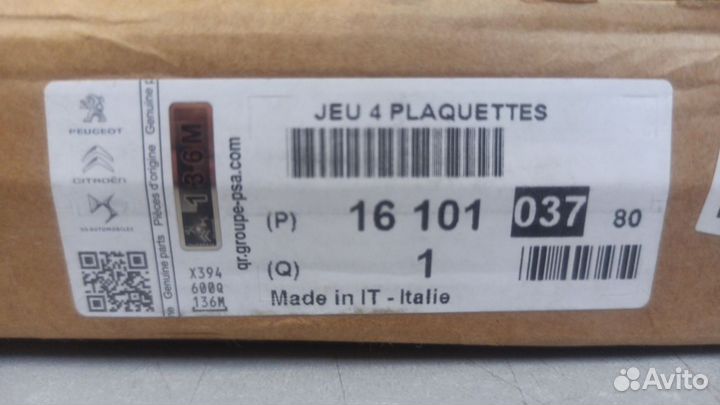 JEU 4 PLAQUETTES
(P) 16 101 037 80
(Q) 1
Made in IT - Italie
PEUGEOT
CITROËN
DS AUTOMOBILES
Genuine parts Pièces d'origine Genuine
136M
qr.groupe-psa.com
X394
600Q
136M
Avito